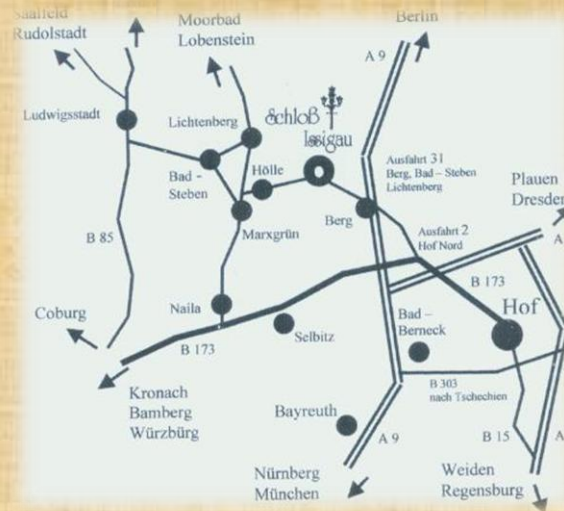 Saalfeld
Rudolstadt
Moorbad
Lobenstein
Berlin
A 9
Ludwigsstadt
Lichtenberg
Schloß
Issigau
Ausfahrt 31
Berg, Bad – Steben
Lichtenberg
Plauen
Dresden
Bad -
Steben
Hölle
Berg
Marxgrün
Ausfahrt 2
Hof Nord
A
B 85
B 173
Coburg
Naila
Selbitz
Bad –
Berneck
Hof
B 173
Kronach
Bamberg
Würzbürg
B 303
nach Tschechien
Bayreuth
A 9
B 15
A
Nürnberg
München
Weiden
Regensburg